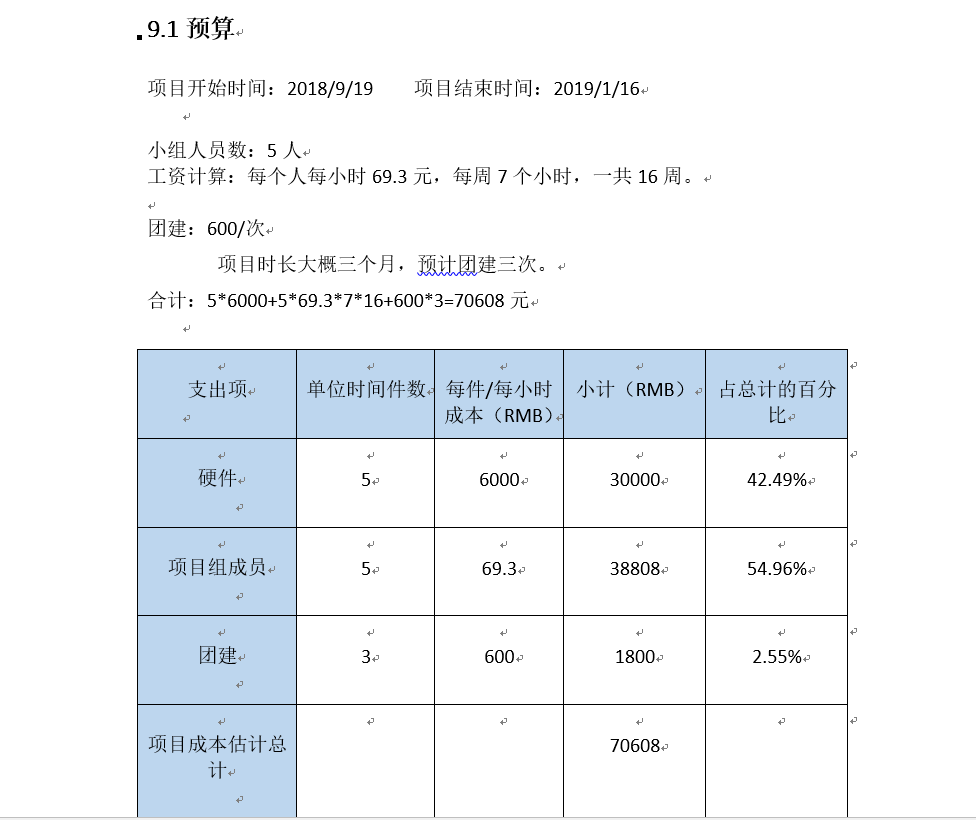 9.1 预算
项目开始时间：2018/9/19 项目结束时间：2019/1/16
小组人员数：5 人
工资计算：每个人每小时 69.3 元，每周 7 个小时，一共 16 周。
团建：600/次
项目时长大概三个月，预计团建三次。
合计：5*6000+5*69.3*7*16+600*3=70608 元
支出项 单位时间件数 每件/每小时 小计（RMB） 占总计的百分
成本（RMB） 比
硬件 5 6000 30000 42.49%
项目组成员 5 69.3 38808 54.96%
团建 3 600 1800 2.55%
项目成本估计总 70608
计